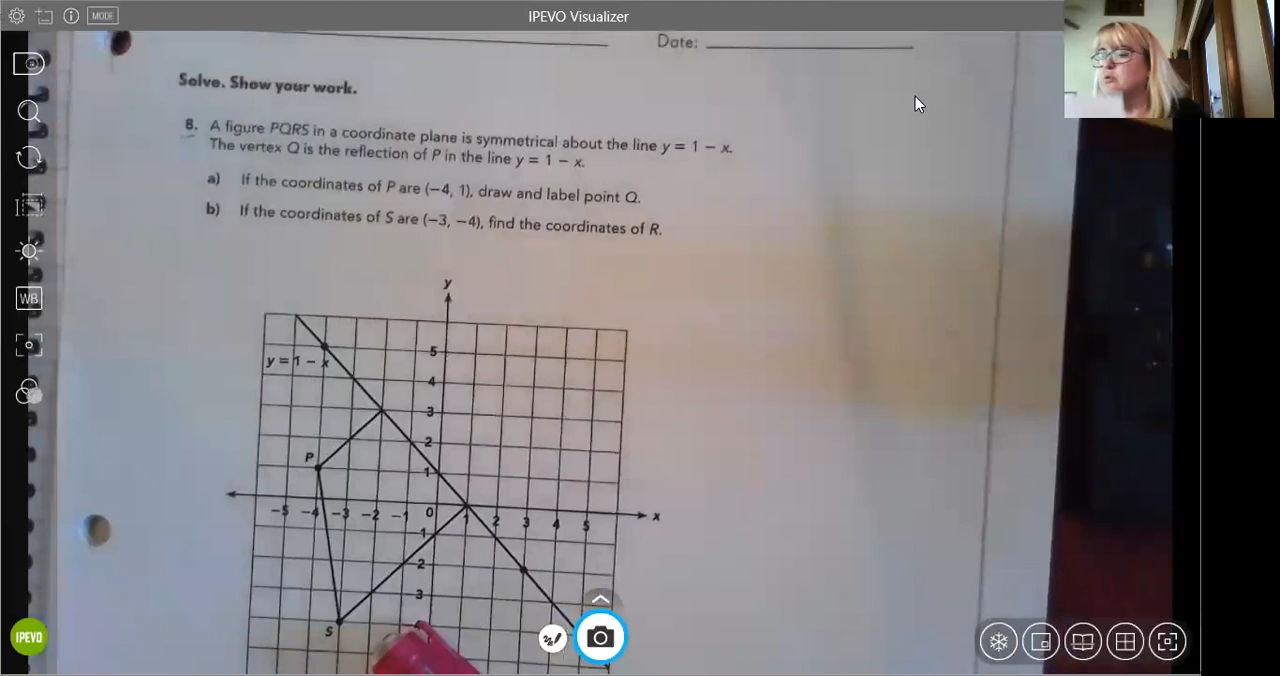 IPEVO Visualizer
MODE
WB
IPEVO
Date:
Solve. Show your work.
8. A figure PQRS in a coordinate plane is symmetrical about the line y = 1 − x.
The vertex Q is the reflection of P in the line y = 1 − x.
a) If the coordinates of P are (−4, 1), draw and label point Q.
b) If the coordinates of S are (−3, −4), find the coordinates of R.
y
5
y = 1 − x
4
3
2
P
1
−5 −4 −3 −2 −1 0 1 2 3 4 5 x
−1
−2
3
S